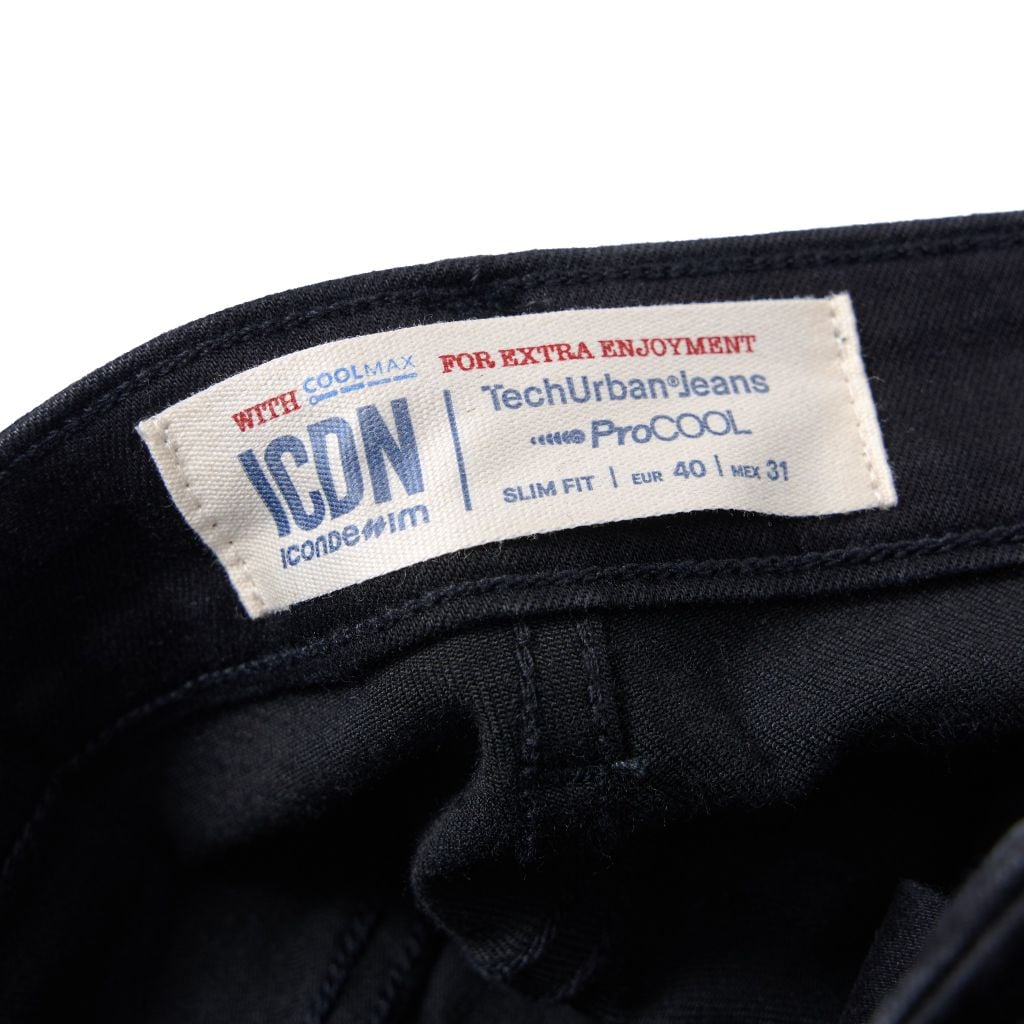 WITH COOLMAX FOR EXTRA ENJOYMENT
ICDN
ICONDENIM
TechUrban®Jeans
ProCOOL
SLIM FIT | EUR 40 | MEX 31